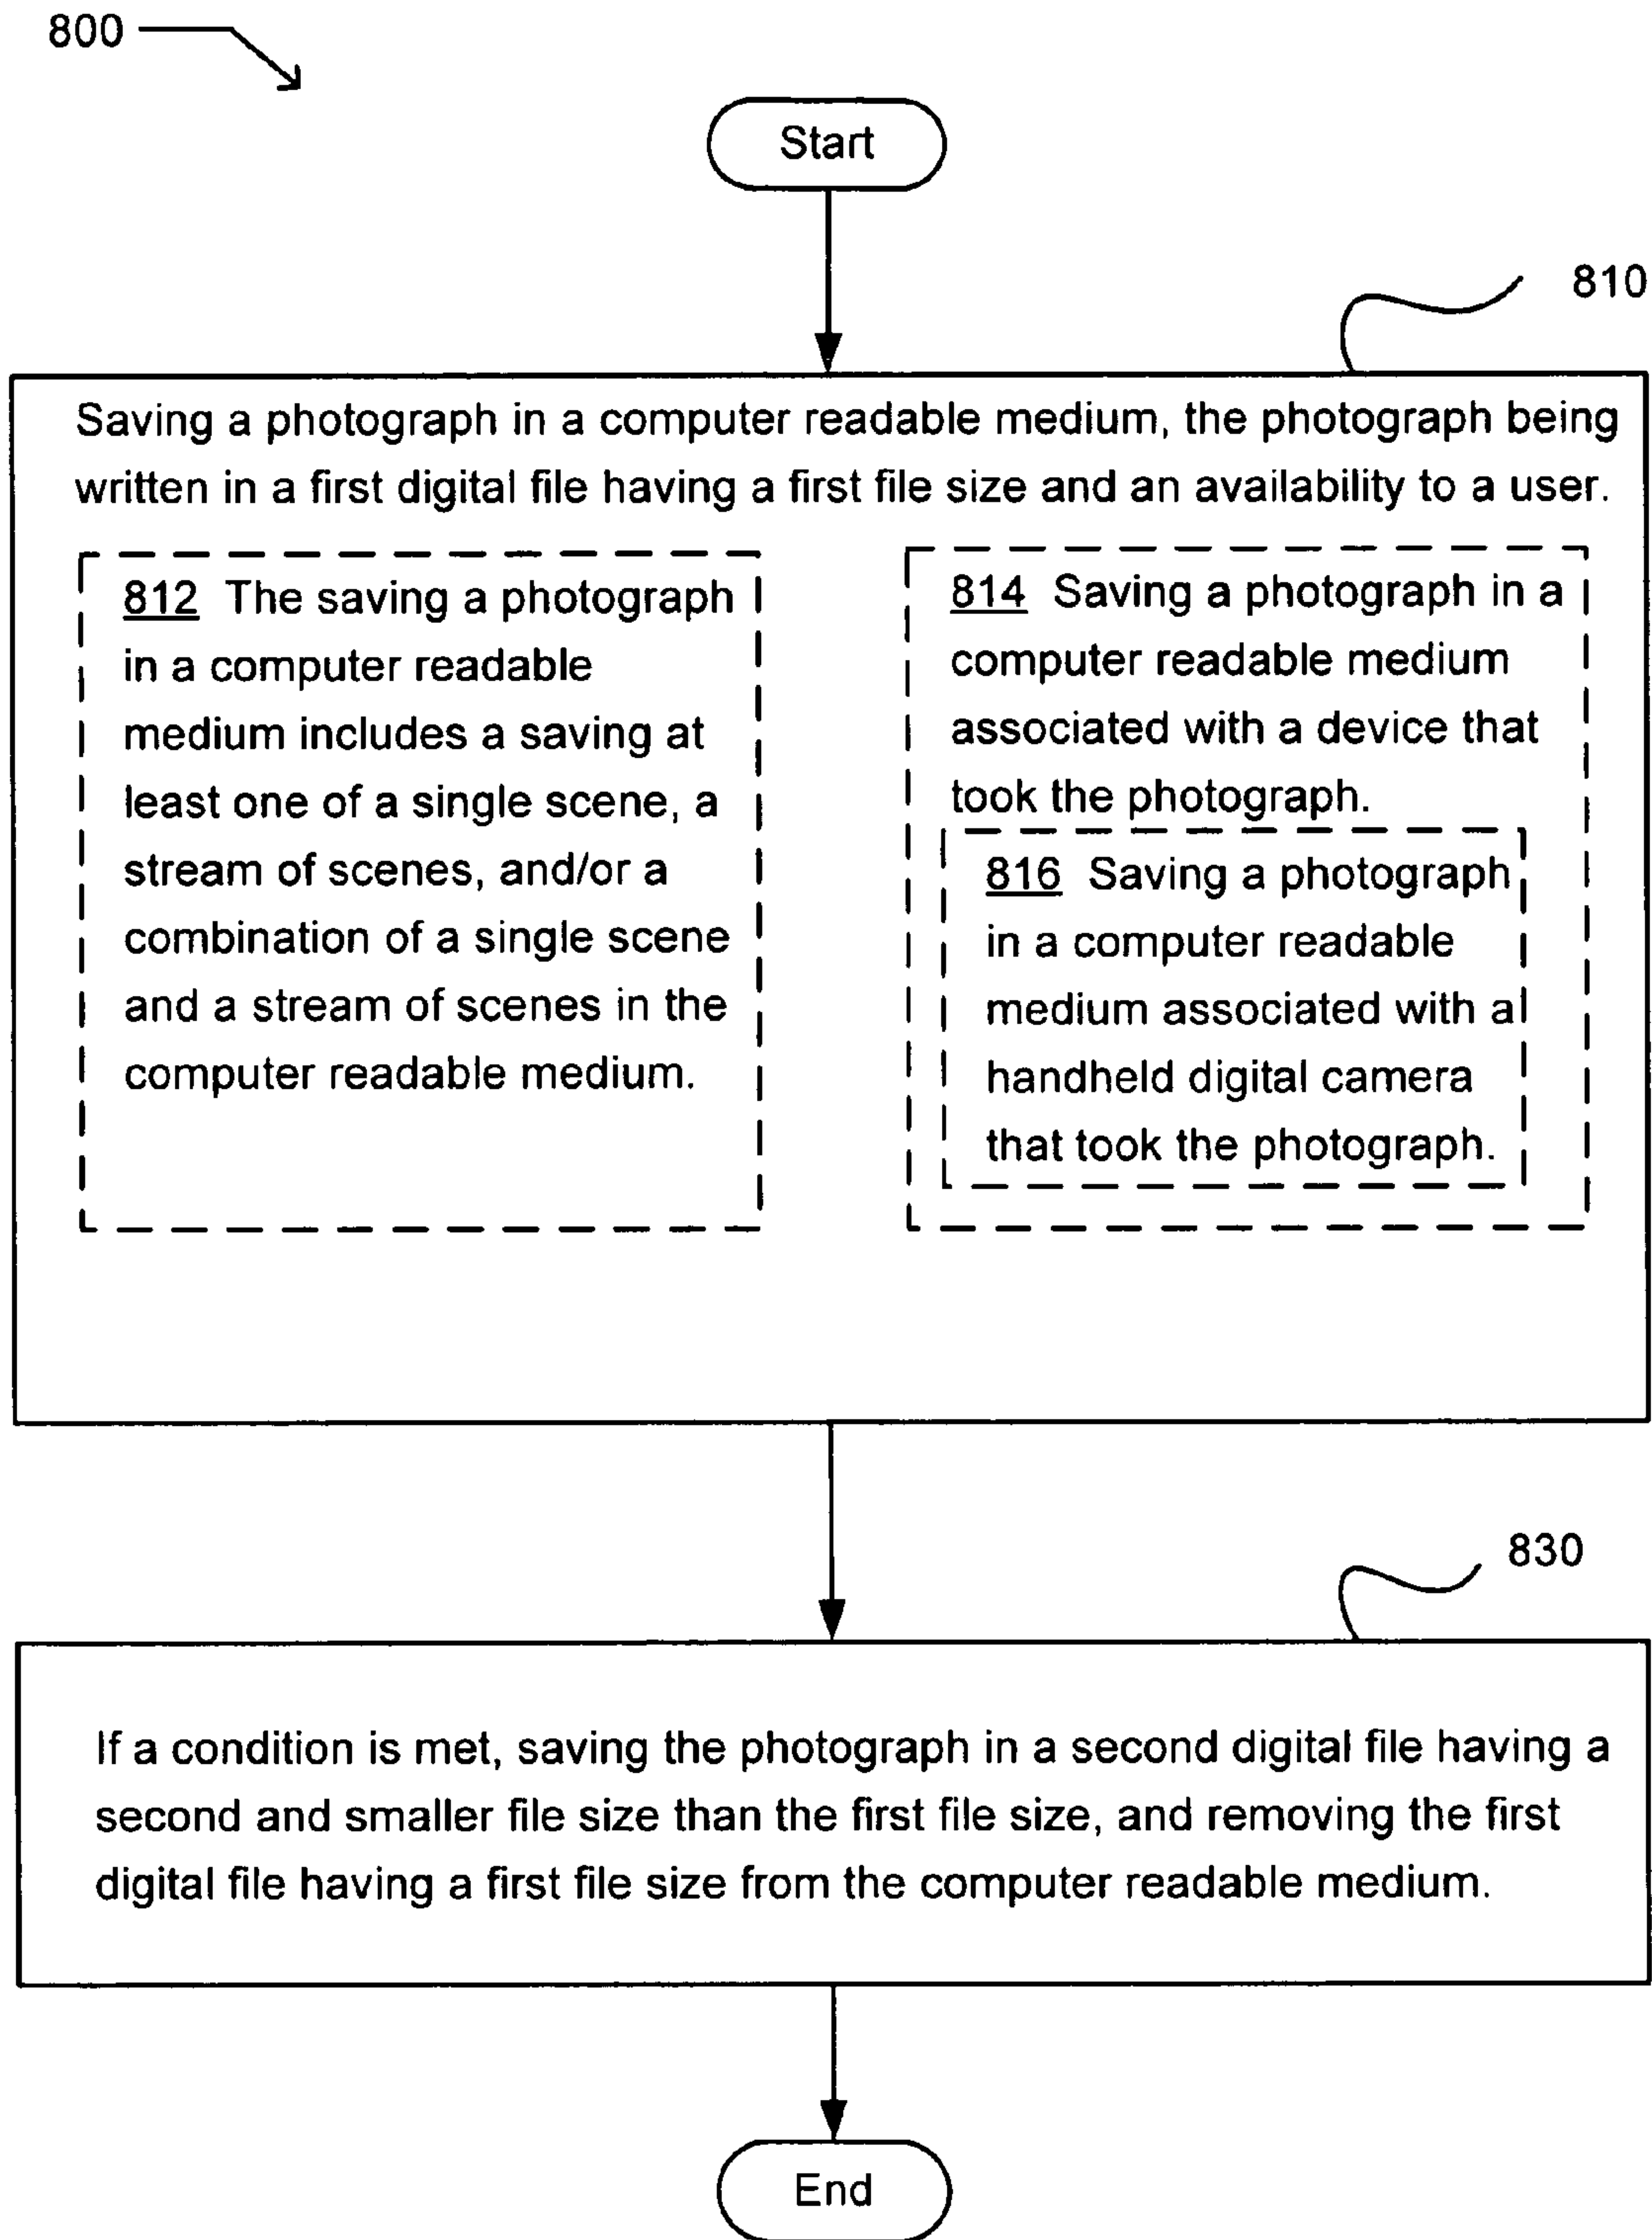 800
Start
810
Saving a photograph in a computer readable medium, the photograph being
written in a first digital file having a first file size and an availability to a user.
812 The saving a photograph
in a computer readable
medium includes a saving at
least one of a single scene, a
stream of scenes, and/or a
combination of a single scene
and a stream of scenes in the
computer readable medium.
814 Saving a photograph in a
computer readable medium
associated with a device that
took the photograph.
816 Saving a photograph
in a computer readable
medium associated with a
handheld digital camera
that took the photograph.
830
If a condition is met, saving the photograph in a second digital file having a
second and smaller file size than the first file size, and removing the first
digital file having a first file size from the computer readable medium.
End